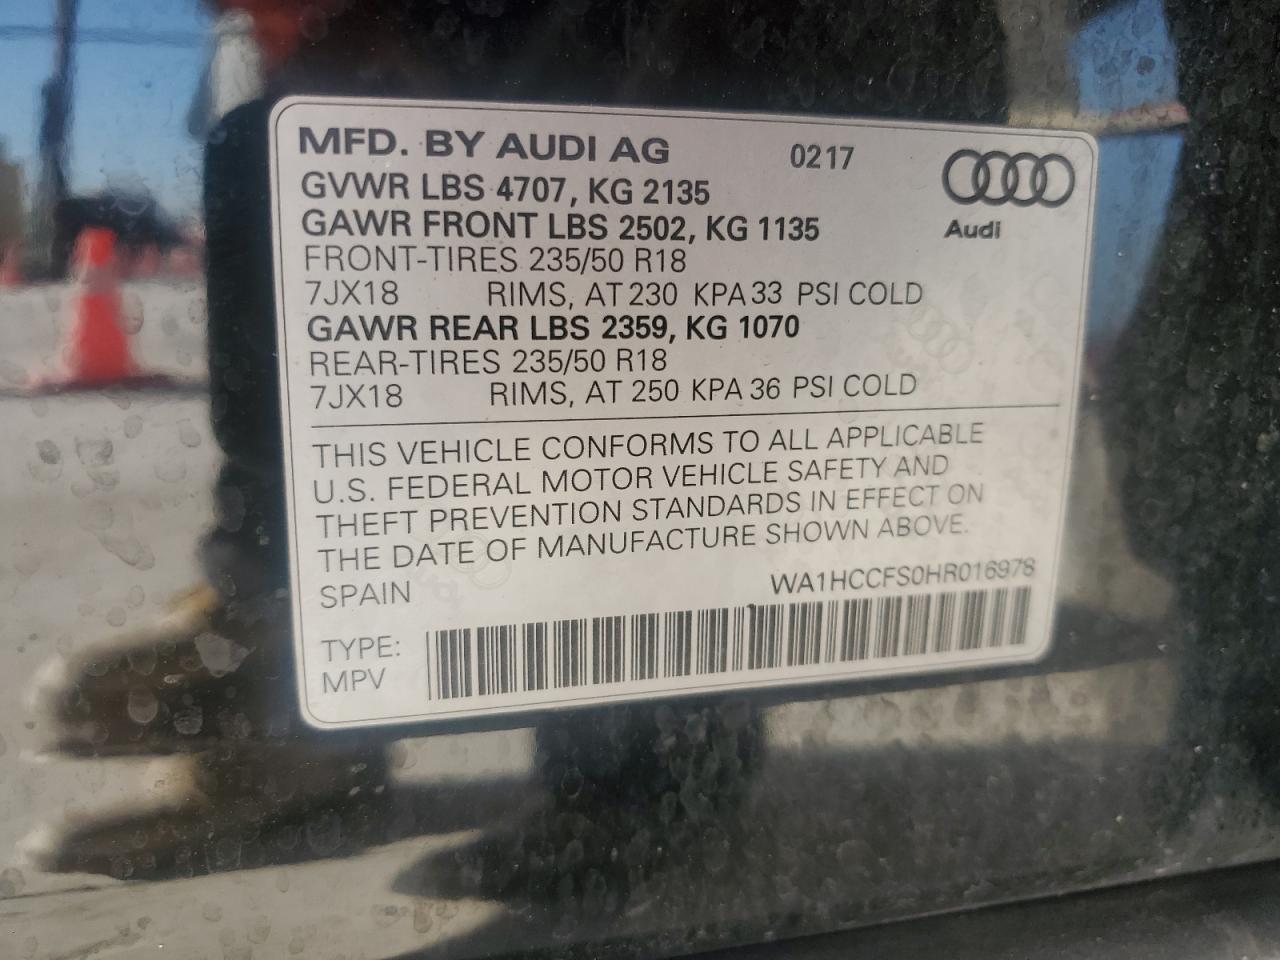 MFD. BY AUDI AG 0217
GVWR LBS 4707, KG 2135
GAWR FRONT LBS 2502, KG 1135
Audi
FRONT-TIRES 235/50 R18
7JX18 RIMS, AT 230 KPA 33 PSI COLD
GAWR REAR LBS 2359, KG 1070
REAR-TIRES 235/50 R18
7JX18 RIMS, AT 250 KPA 36 PSI COLD
THIS VEHICLE CONFORMS TO ALL APPLICABLE
U.S. FEDERAL MOTOR VEHICLE SAFETY AND
THEFT PREVENTION STANDARDS IN EFFECT ON
THE DATE OF MANUFACTURE SHOWN ABOVE.
SPAIN WA1HCCFS0HR016978
TYPE:
MPV